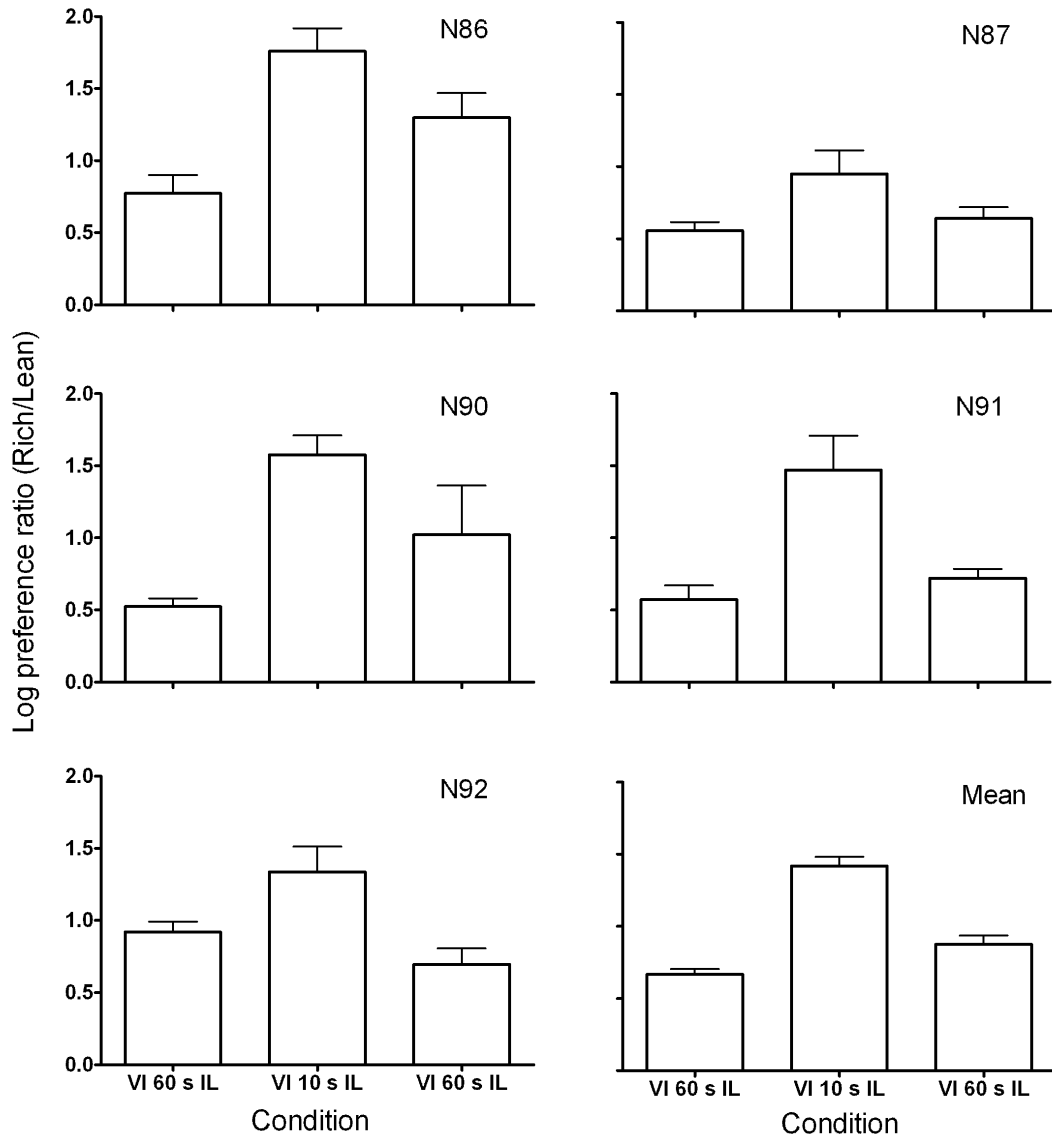 Log preference ratio (Rich/Lean)
N86
2.0
1.5
1.0
0.5
0.0
N87
N90
2.0
1.5
1.0
0.5
0.0
N91
N92
2.0
1.5
1.0
0.5
0.0
VI 60 s IL VI 10 s IL VI 60 s IL
Condition
Mean
VI 60 s IL VI 10 s IL VI 60 s IL
Condition